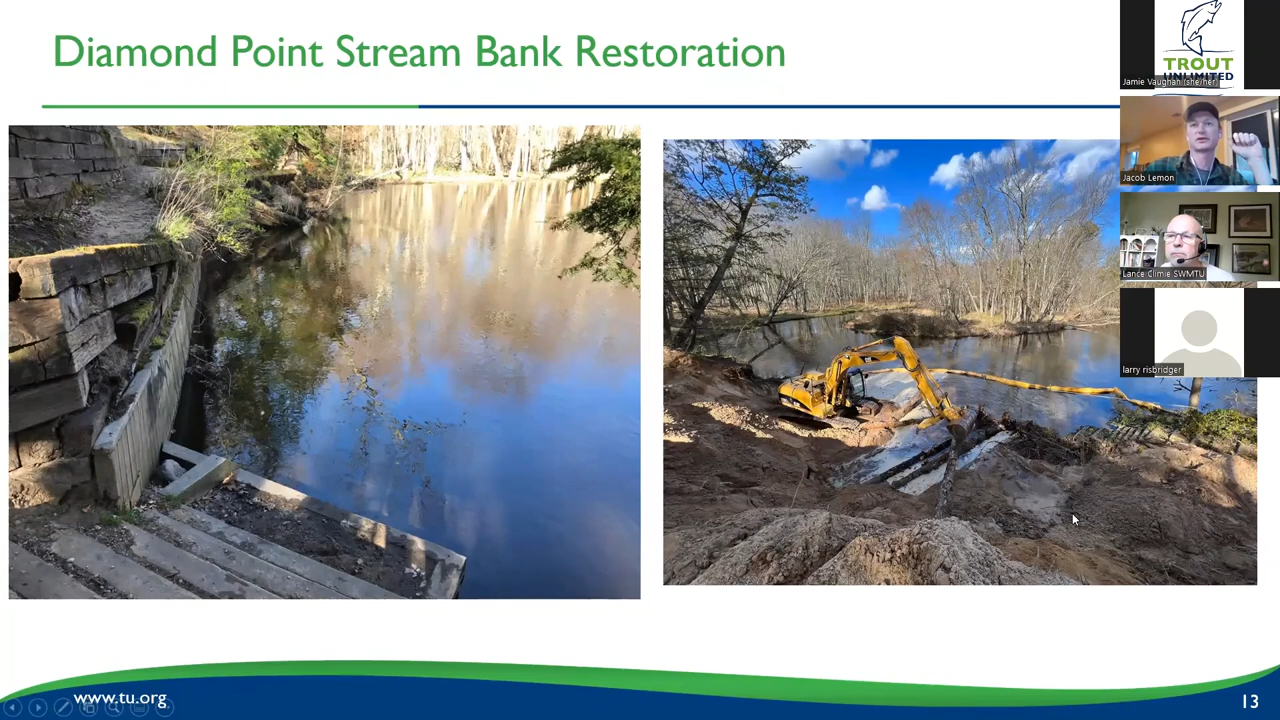 Diamond Point Stream Bank Restoration
TROUT
UNLIMITED
Jamie Vaughan (she/her)
Jacob Lemon
Lance Climie SWMTU
larry risbridger
www.tu.org
13